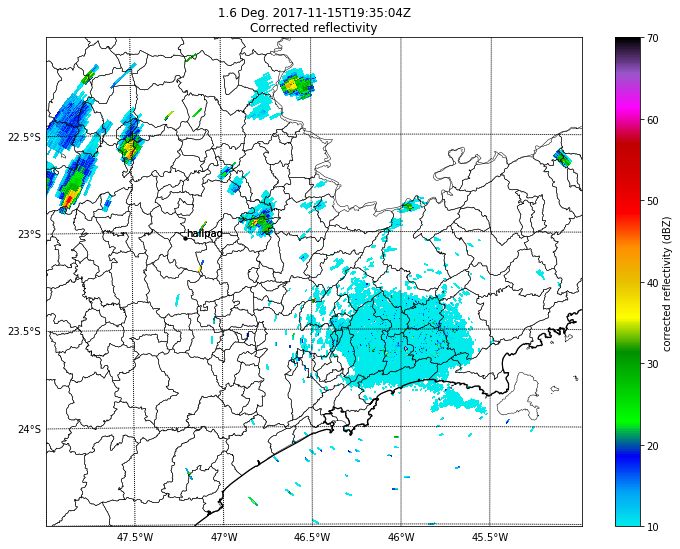 1.6 Deg. 2017-11-15T19:35:04Z
Corrected reflectivity
70
60
50
40
30
20
10
corrected reflectivity (dBZ)
22.5°S
23°S
23.5°S
24°S
halipad
47.5°W
47°W
46.5°W
46°W
45.5°W